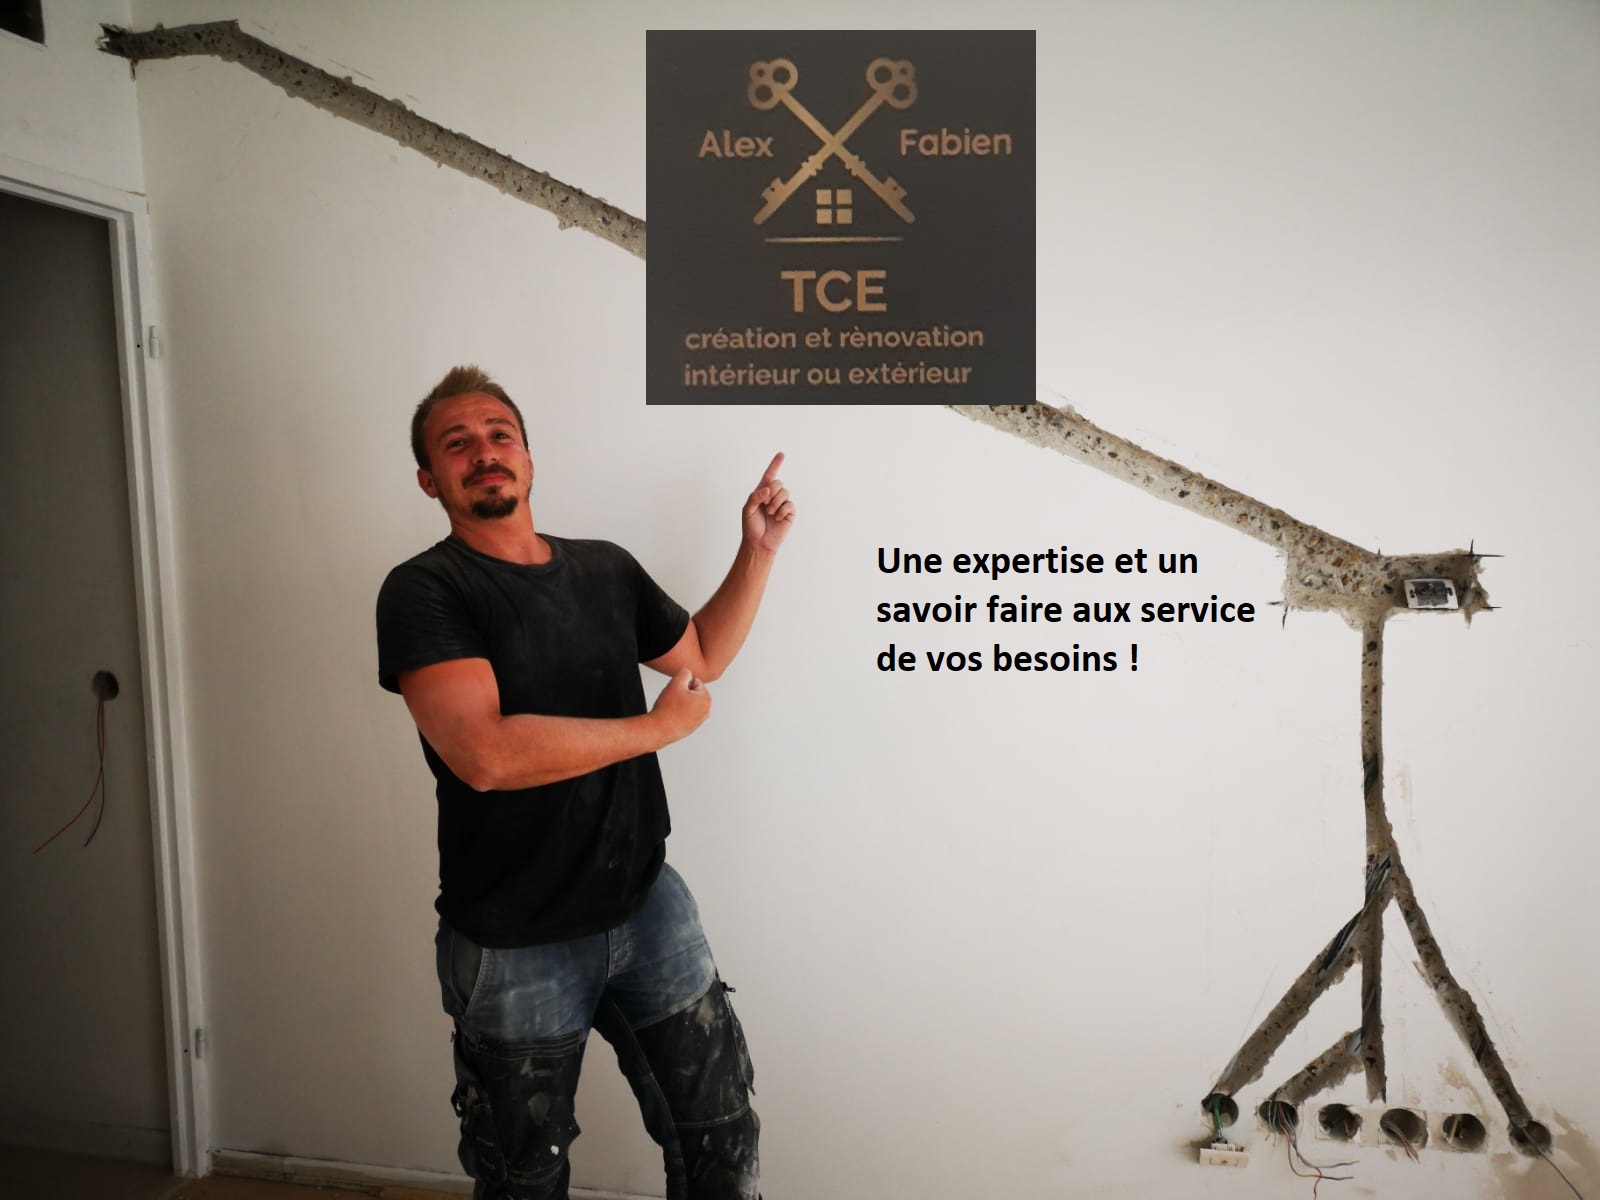 Alex Fabien
TCE
création et rènovation
intérieur ou extérieur
Une expertise et un
savoir faire aux service
de vos besoins !